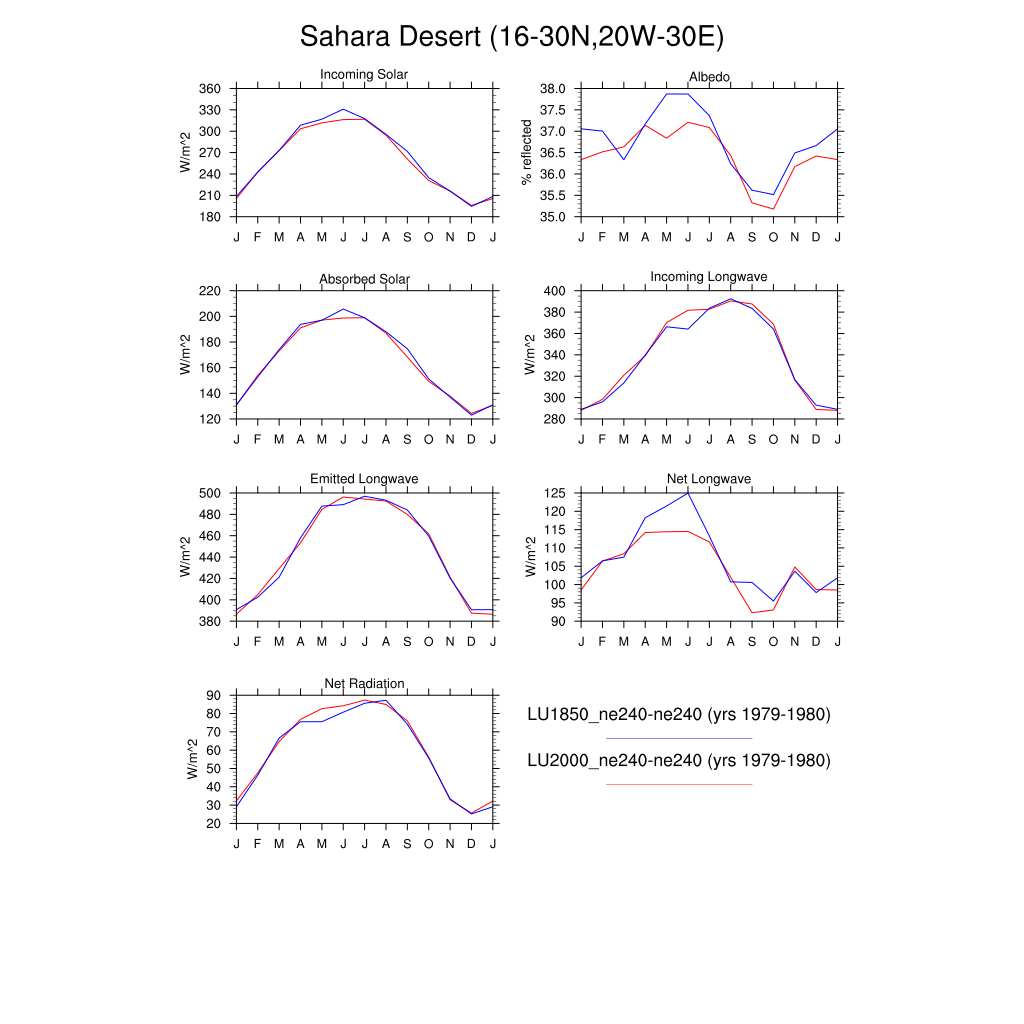 Sahara Desert (16-30N,20W-30E)
Incoming Solar
W/m^2
360
330
300
270
240
210
180
J F M A M J J A S O N D J
Albedo
% reflected
38.0
37.5
37.0
36.5
36.0
35.5
35.0
J F M A M J J A S O N D J
Absorbed Solar
W/m^2
220
200
180
160
140
120
J F M A M J J A S O N D J
Incoming Longwave
W/m^2
400
380
360
340
320
300
280
J F M A M J J A S O N D J
Emitted Longwave
W/m^2
500
480
460
440
420
400
380
J F M A M J J A S O N D J
Net Longwave
W/m^2
125
120
115
110
105
100
95
90
J F M A M J J A S O N D J
Net Radiation
W/m^2
90
80
70
60
50
40
30
20
J F M A M J J A S O N D J
LU1850_ne240-ne240 (yrs 1979-1980)
LU2000_ne240-ne240 (yrs 1979-1980)